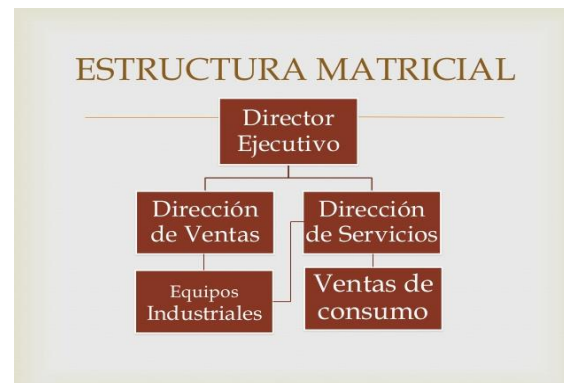 ESTRUCTURA MATRICIAL
Director
Ejecutivo
Dirección
de Ventas
Dirección
de Servicios
Equipos
Industriales
Ventas de
consumo